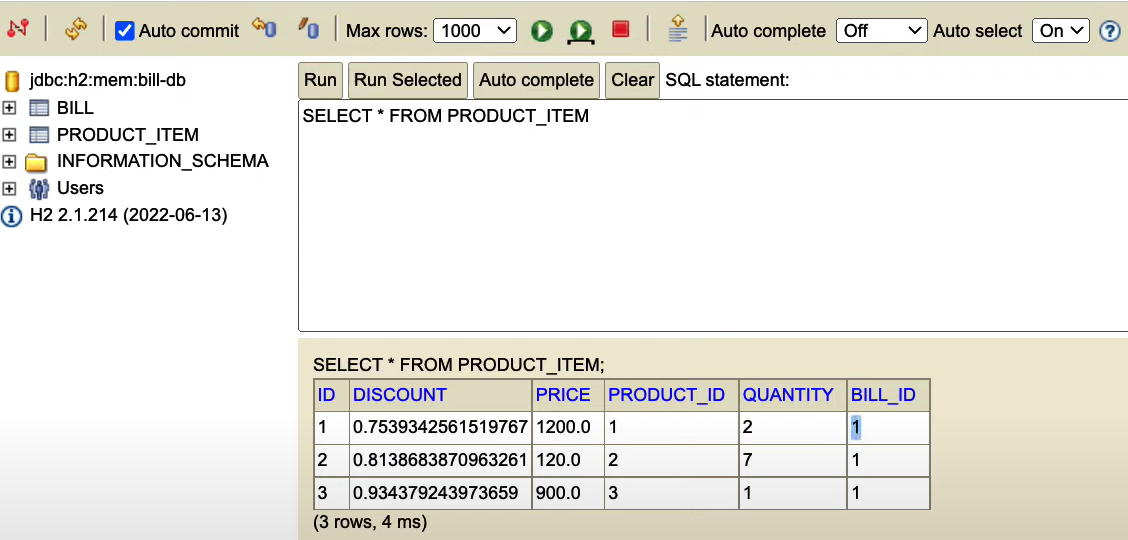 Auto commit Max rows: 1000 Auto complete Off Auto select On ?
jdbc:h2:mem:bill-db
BILL
PRODUCT_ITEM
INFORMATION_SCHEMA
Users
H2 2.1.214 (2022-06-13)
Run Run Selected Auto complete Clear SQL statement:
SELECT * FROM PRODUCT_ITEM
SELECT * FROM PRODUCT_ITEM;
ID DISCOUNT PRICE PRODUCT_ID QUANTITY BILL_ID
1 0.7539342561519767 1200.0 1 2 1
2 0.8138683870963261 120.0 2 7 1
3 0.934379243973659 900.0 3 1 1
(3 rows, 4 ms)